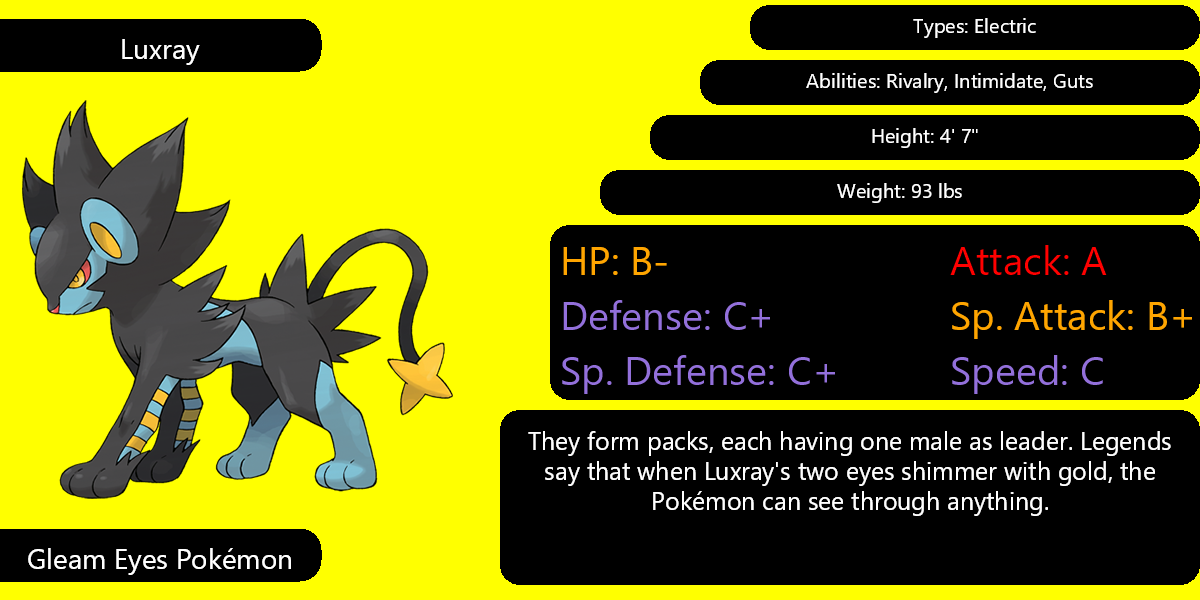 Luxray
Types: Electric
Abilities: Rivalry, Intimidate, Guts
Height: 4' 7"
Weight: 93 lbs
HP: B-
Attack: A
Defense: C+
Sp. Attack: B+
Sp. Defense: C+
Speed: C
They form packs, each having one male as leader. Legends
say that when Luxray's two eyes shimmer with gold, the
Pokémon can see through anything.
Gleam Eyes Pokémon